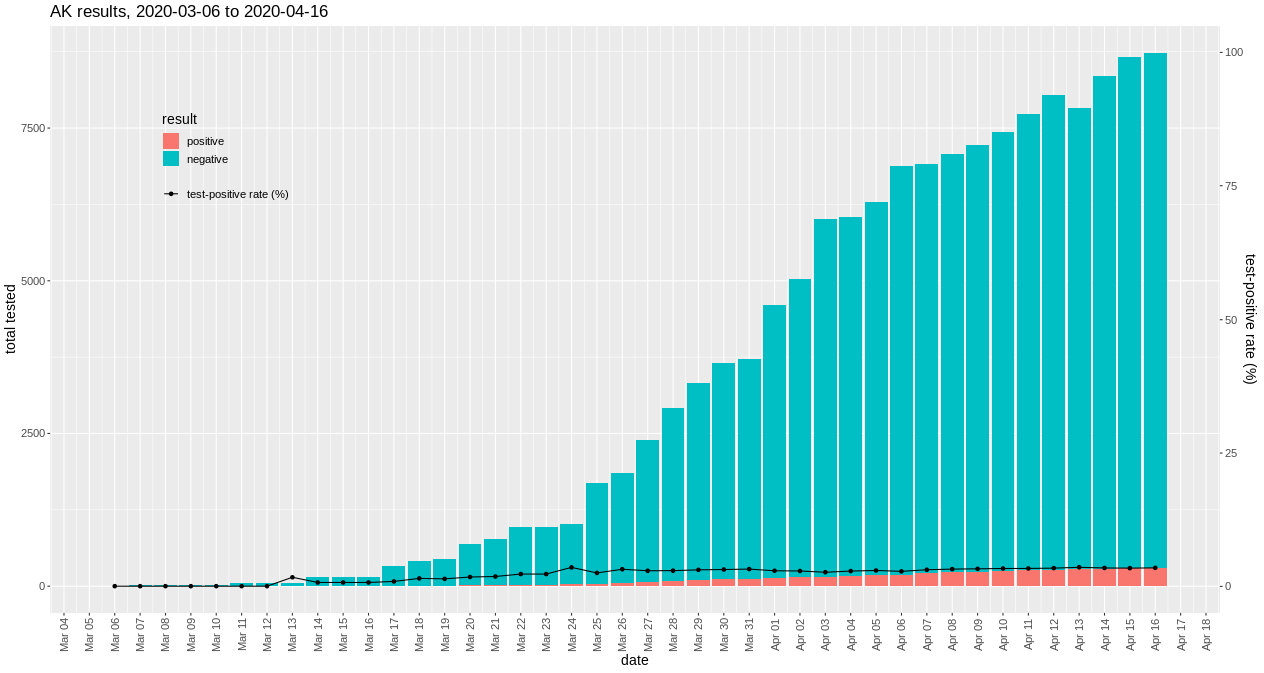 AK results, 2020-03-06 to 2020-04-16
result
positive
negative
test-positive rate (%)
total tested
7500
5000
2500
0
100
75
50
25
0
test-positive rate (%)
Mar 04
Mar 05
Mar 06
Mar 07
Mar 08
Mar 09
Mar 10
Mar 11
Mar 12
Mar 13
Mar 14
Mar 15
Mar 16
Mar 17
Mar 18
Mar 19
Mar 20
Mar 21
Mar 22
Mar 23
Mar 24
Mar 25
Mar 26
Mar 27
Mar 28
Mar 29
Mar 30
Mar 31
Apr 01
Apr 02
Apr 03
Apr 04
Apr 05
Apr 06
Apr 07
Apr 08
Apr 09
Apr 10
Apr 11
Apr 12
Apr 13
Apr 14
Apr 15
Apr 16
Apr 17
Apr 18
date